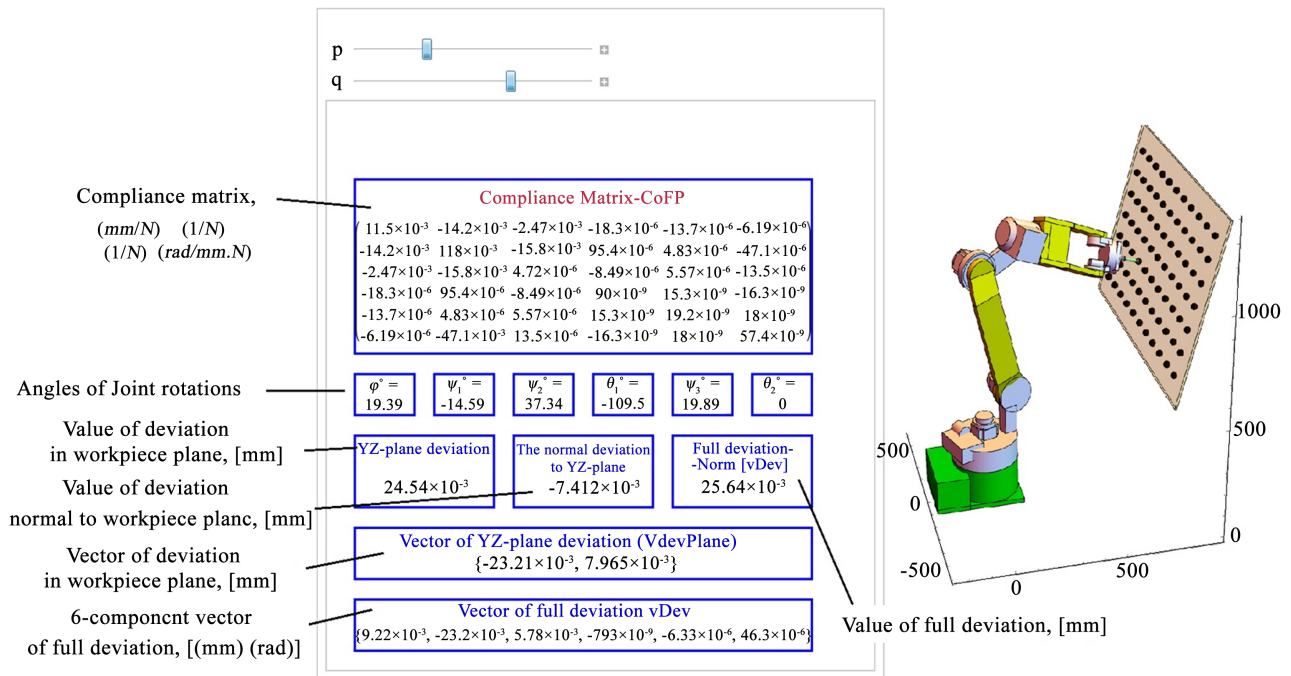 p
q
Compliance matrix,
(mm/N) (1/N)
(1/N) (rad/mm.N)
Compliance Matrix-CoFP
11.5×10⁻³ -14.2×10⁻³ -2.47×10⁻³ -18.3×10⁻⁶ -13.7×10⁻⁶ -6.19×10⁻⁶
-14.2×10⁻³ 118×10⁻³ -15.8×10⁻³ 95.4×10⁻⁶ 4.83×10⁻⁶ -47.1×10⁻⁶
-2.47×10⁻³ -15.8×10⁻³ 4.72×10⁻⁶ -8.49×10⁻⁶ 5.57×10⁻⁶ -13.5×10⁻⁶
-18.3×10⁻⁶ 95.4×10⁻⁶ -8.49×10⁻⁶ 90×10⁻⁹ 15.3×10⁻⁹ -16.3×10⁻⁹
-13.7×10⁻⁶ 4.83×10⁻⁶ 5.57×10⁻⁶ 15.3×10⁻⁹ 19.2×10⁻⁹ 18×10⁻⁹
-6.19×10⁻⁶ -47.1×10⁻³ 13.5×10⁻⁶ -16.3×10⁻⁹ 18×10⁻⁹ 57.4×10⁻⁹
Angles of Joint rotations
φ° =
19.39
ψ₁° =
-14.59
ψ₂° =
37.34
θ₁° =
-109.5
ψ₃° =
19.89
θ₂° =
0
Value of deviation
in workpiece plane, [mm]
YZ-plane deviation
24.54×10⁻³
The normal deviation
to YZ-plane
-7.412×10⁻³
Full deviation-
-Norm [vDev]
25.64×10⁻³
Value of deviation
normal to workpiece planc, [mm]
Vector of deviation
in workpiece plane, [mm]
Vector of YZ-plane deviation (VdevPlane)
{-23.21×10⁻³, 7.965×10⁻³}
6-componcnt vector
of full deviation, [(mm) (rad)]
Vector of full deviation vDev
{9.22×10⁻³, -23.2×10⁻³, 5.78×10⁻³, -793×10⁻⁹, -6.33×10⁻⁶, 46.3×10⁻⁶}
Value of full deviation, [mm]
1000
500
0
500
0
-500
0
500